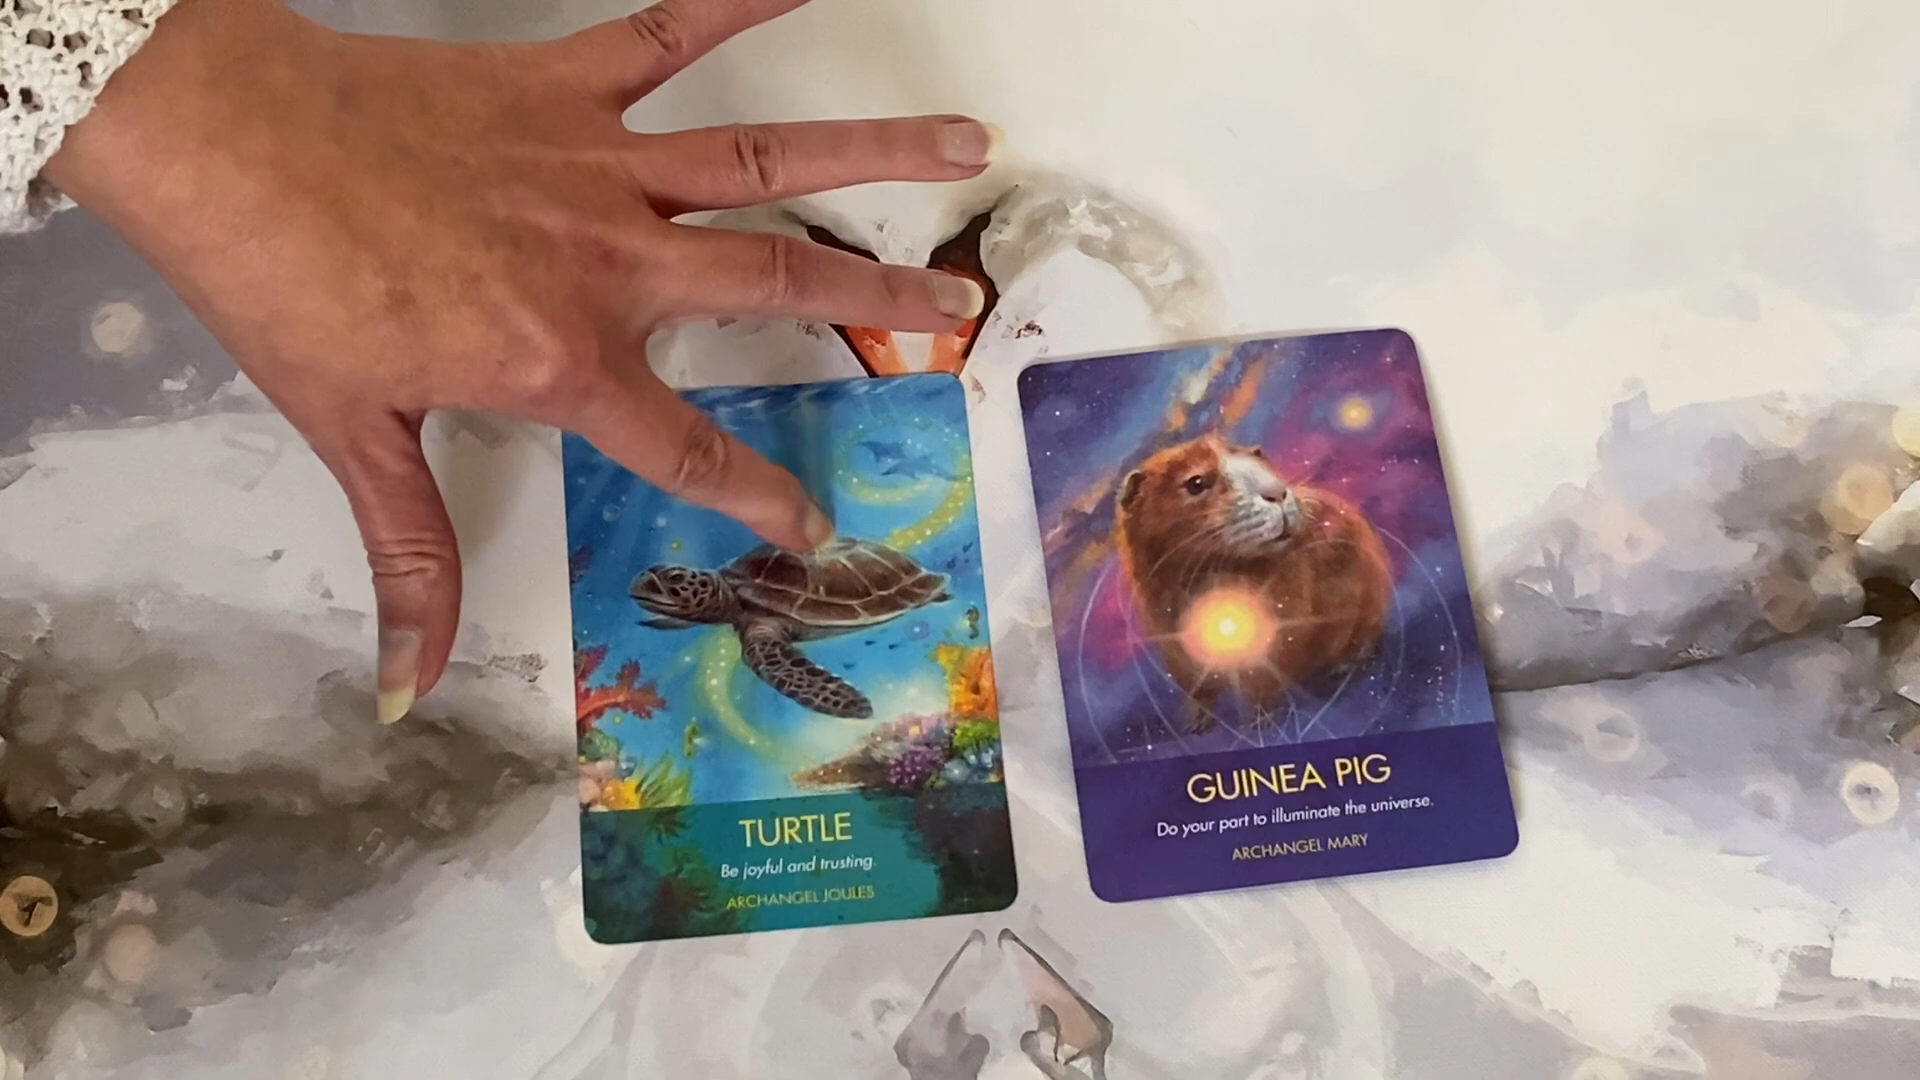 TURTLE
Be joyful and trusting.
ARCHANGEL JOULES
GUINEA PIG
Do your part to illuminate the universe.
ARCHANGEL MARY